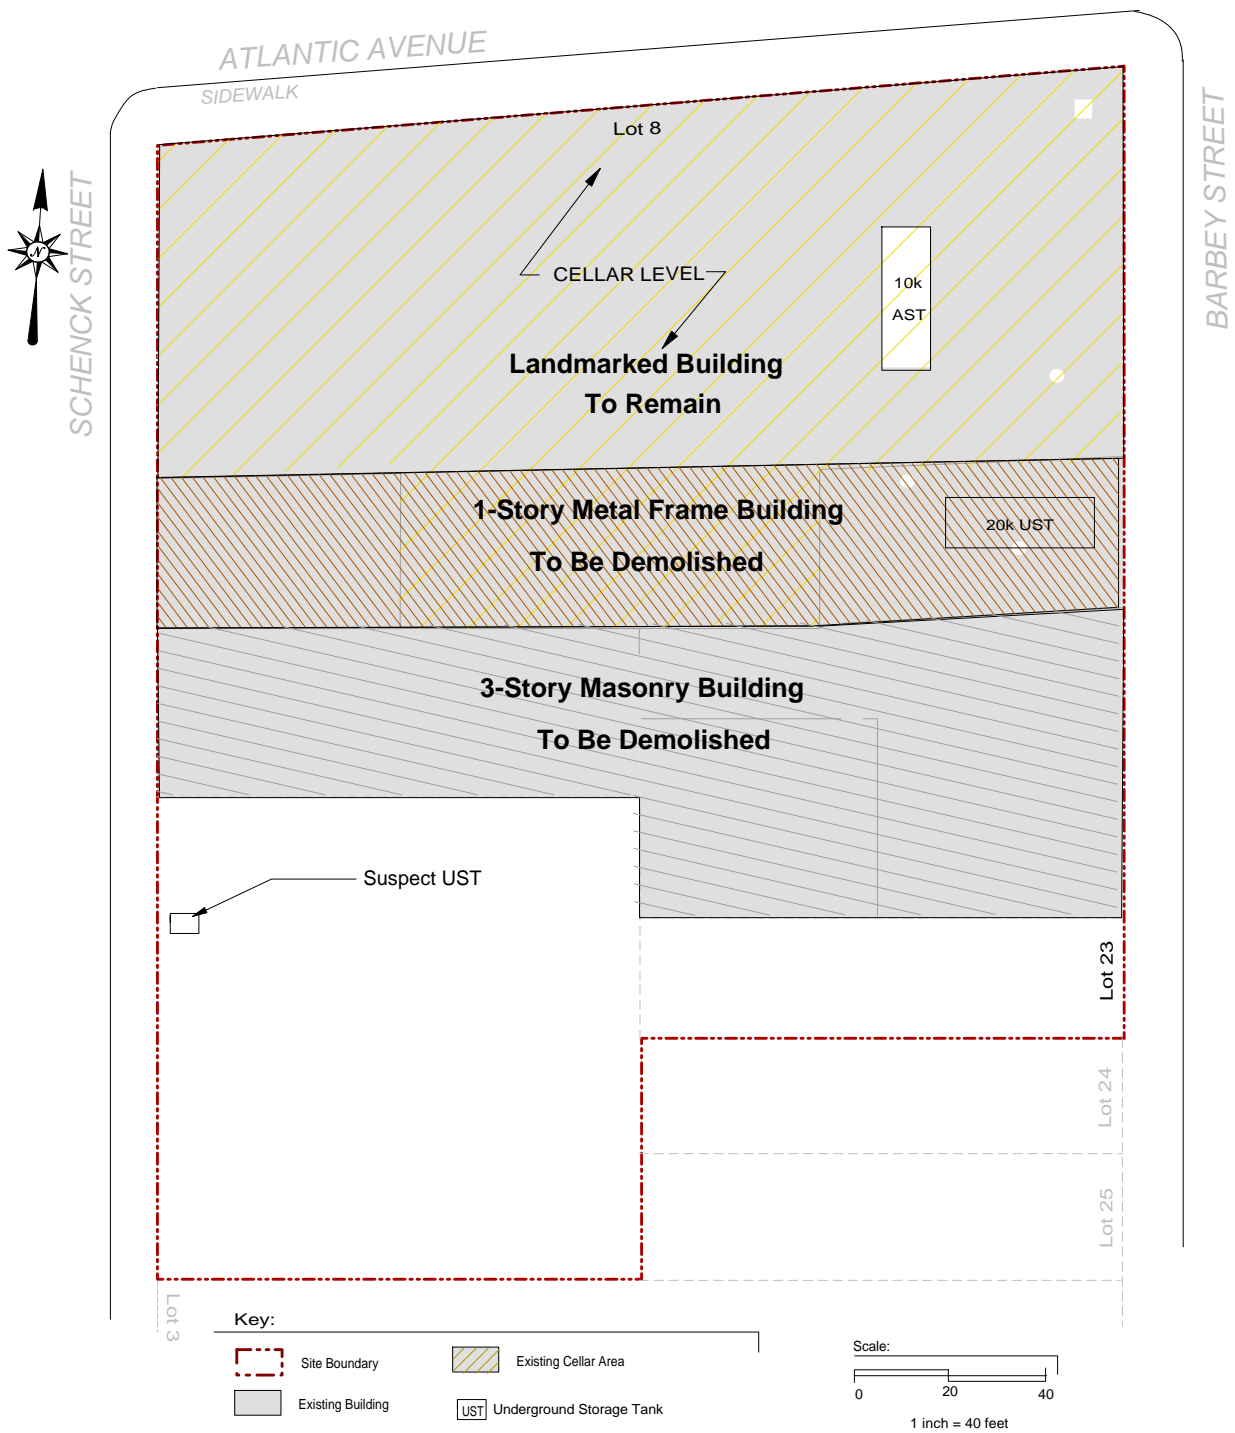 ATLANTIC AVENUE
SIDEWALK
BARBEY STREET
SCHENCK STREET
N
Lot 8
CELLAR LEVEL
10k
AST
Landmarked Building
To Remain
1-Story Metal Frame Building
20k UST
To Be Demolished
3-Story Masonry Building
To Be Demolished
Suspect UST
Lot 23
Lot 24
Lot 25
Lot 3
Key:
Site Boundary
Existing Cellar Area
Existing Building
UST Underground Storage Tank
Scale:
0 20 40
1 inch = 40 feet